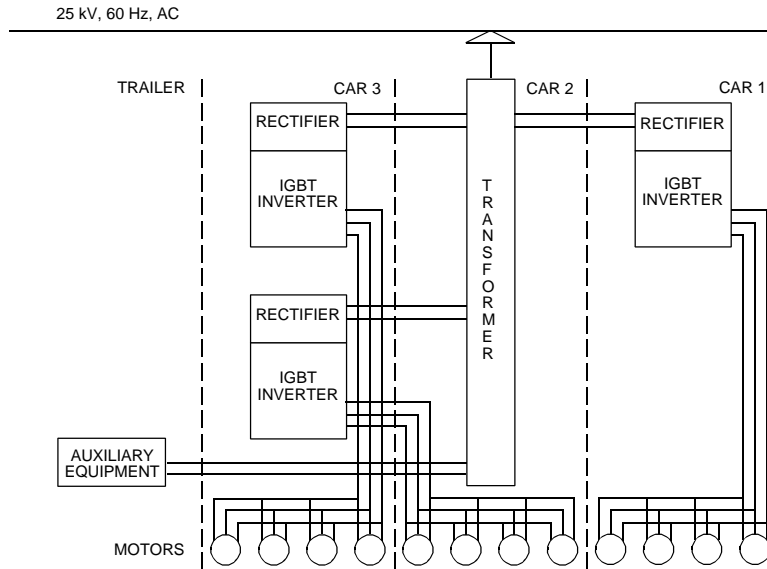 25 kV, 60 Hz, AC
TRAILER
CAR 3
CAR 2
CAR 1
RECTIFIER
IGBT
INVERTER
RECTIFIER
IGBT
INVERTER
TRANSFORMER
RECTIFIER
IGBT
INVERTER
AUXILIARY
EQUIPMENT
MOTORS